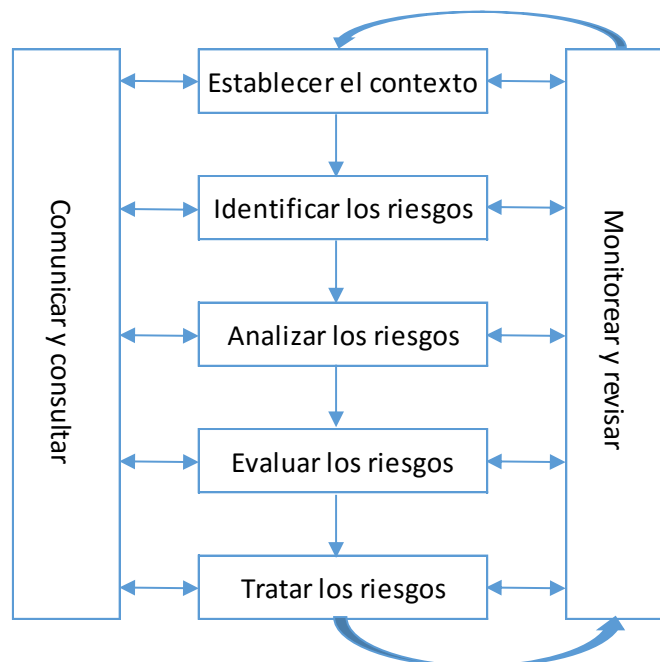 Establecer el contexto
Identificar los riesgos
Analizar los riesgos
Evaluar los riesgos
Tratar los riesgos
Comunicar y consultar
Monitorear y revisar